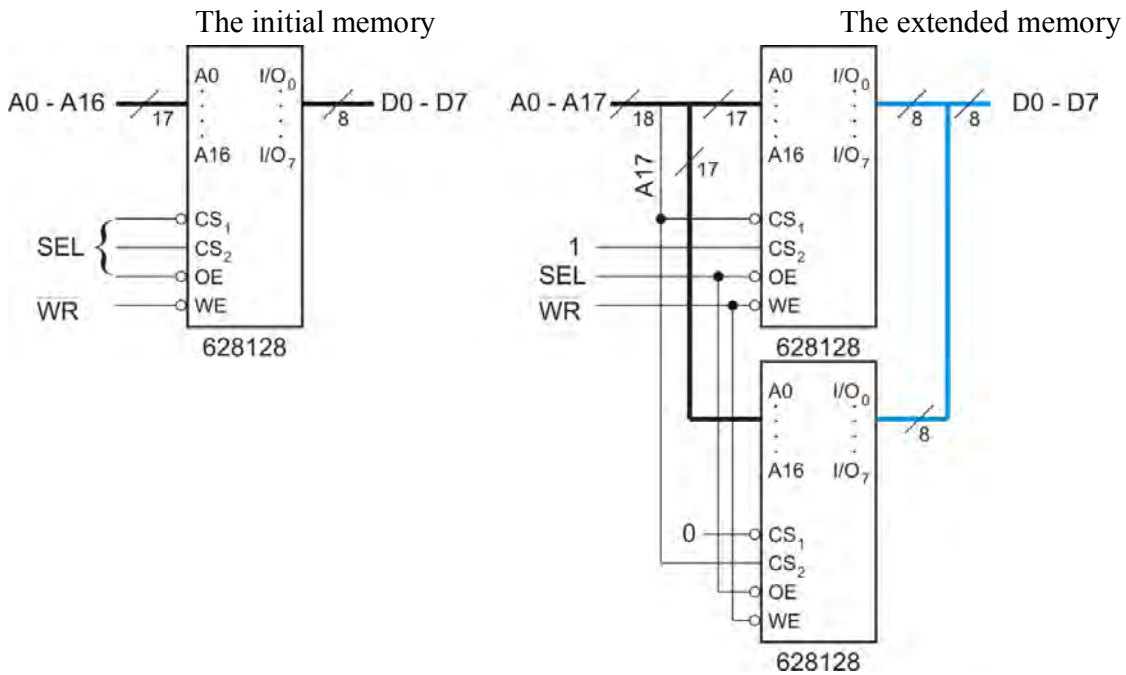 The initial memory
A0 - A16
17
A0
I/O0
A16
I/O7
8
D0 - D7
SEL
CS1
CS2
OE
WR
WE
628128
The extended memory
A0 - A17
18
17
A0
I/O0
A16
I/O7
8
8
D0 - D7
A17
17
1
SEL
WR
CS1
CS2
OE
WE
628128
A0
I/O0
A16
I/O7
8
0
CS1
CS2
OE
WE
628128